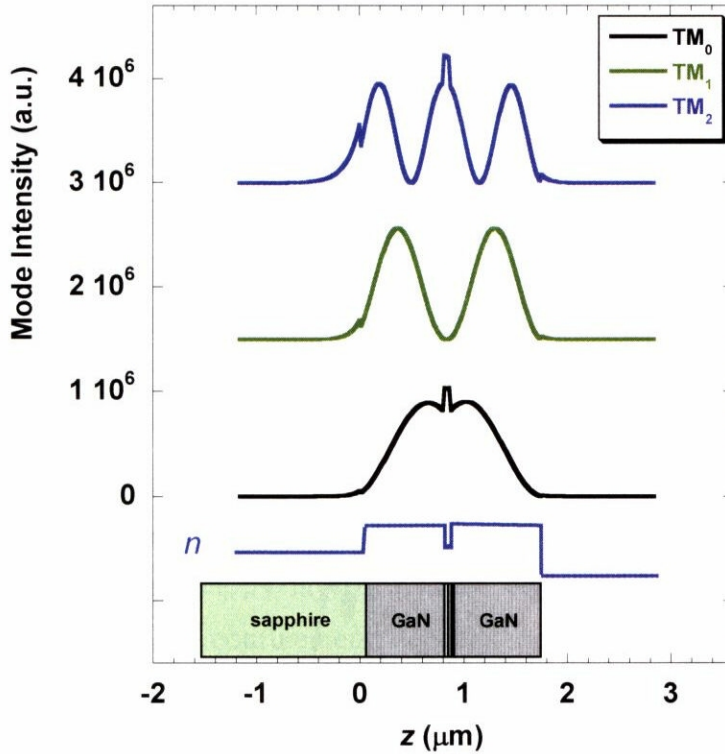 Mode Intensity (a.u.)
4 10⁶
3 10⁶
2 10⁶
1 10⁶
0
TM₀
TM₁
TM₂
n
sapphire
GaN
GaN
-2
-1
0
1
2
3
z (μm)